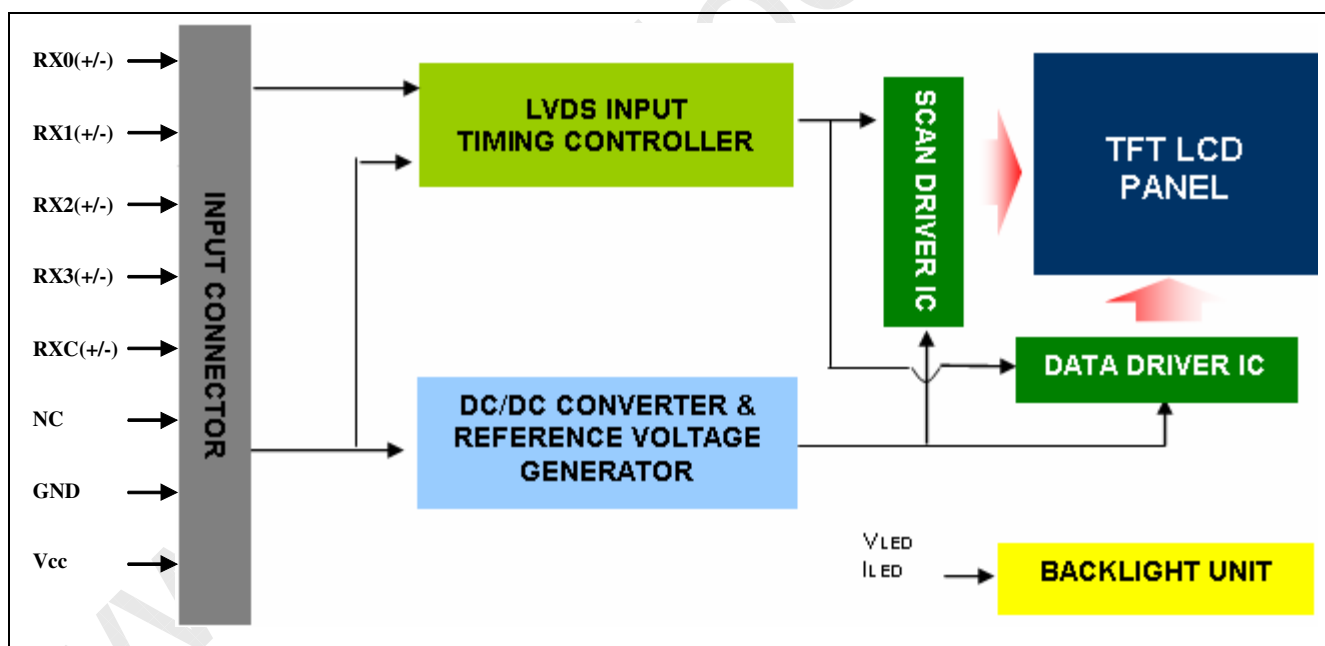 RX0(+/-)
RX1(+/-)
RX2(+/-)
RX3(+/-)
RXC(+/-)
NC
GND
Vcc
INPUT CONNECTOR
LVDS INPUT
TIMING CONTROLLER
DC/DC CONVERTER &
REFERENCE VOLTAGE
GENERATOR
SCAN DRIVER IC
TFT LCD
PANEL
DATA DRIVER IC
VLED
ILED
BACKLIGHT UNIT